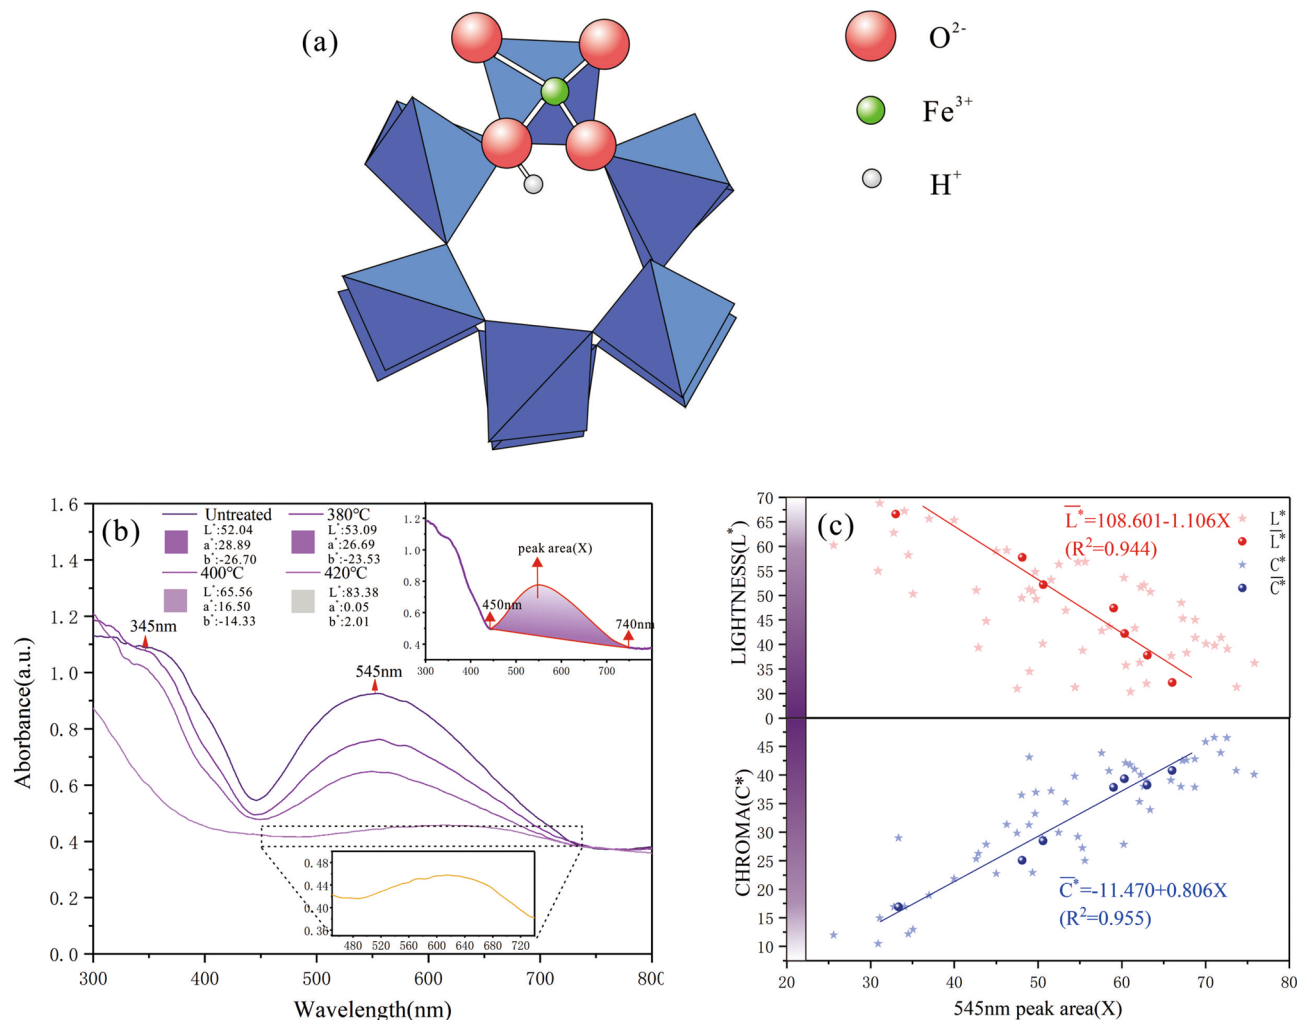 (a)
O2-
Fe3+
H+
(b)
Untreated
L*:52.04
a*:28.89
b*:-26.70
380℃
L*:53.09
a*:26.69
b*:-23.53
400℃
L*:65.56
a*:16.50
b*:-14.33
420℃
L*:83.38
a*:0.05
b*:2.01
345nm
545nm
1.6
1.4
1.2
1.0
0.8
0.6
0.4
0.2
0.0
Aborbance(a.u.)
300 400 500 600 700 800
Wavelength(nm)
1.2
1.0
0.8
0.6
0.4
peak area(X)
450nm
740nm
300 400 500 600 700
0.48
0.44
0.40
0.36
480 520 560 600 640 680 720
(c)
L̅*=108.601-1.106X
(R2=0.944)
L*
L̅*
C*
C̅*
LIGHTNESS(L*)
70
65
60
55
50
45
40
35
30
0
CHROMA(C*)
45
40
35
30
25
20
15
10
C̅*=-11.470+0.806X
(R2=0.955)
20 30 40 50 60 70 80
545nm peak area(X)